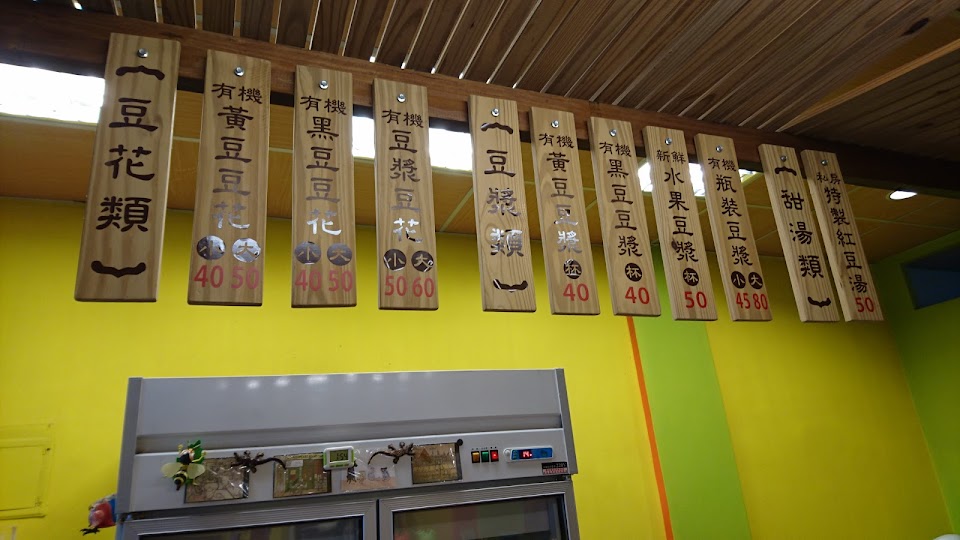 ︹豆花類︺
有機黃豆豆花
小 大
40 50
有機黑豆豆花
小 大
40 50
有機豆漿豆花
小 大
50 60
︹豆漿類︺
有機黃豆豆漿
杯
40
有機黑豆豆漿
杯
40
新鮮水果豆漿
杯
50
有機瓶裝豆漿
小 大
45 80
︹甜湯類︺
特製紅豆湯
50